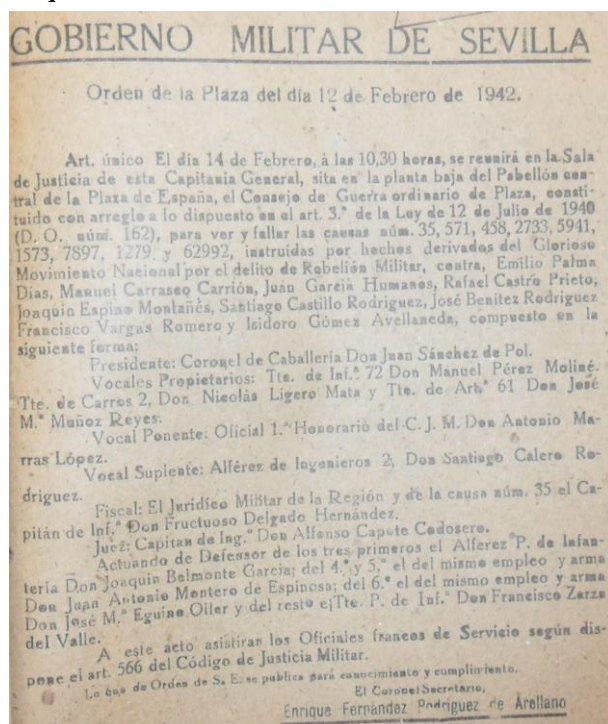 GOBIERNO MILITAR DE SEVILLA
Orden de la Plaza del día 12 de Febrero de 1942.
Art. único El día 14 de Febrero, à las 10,30 horas, se reunirá en la Sala
de Justicia de esta Capitanía General, sita en la planta baja del Pabellón cen-
tral de la Plaza de España, el Consejo de Guerra ordinario de Plaza, consti-
tuido con arreglo a lo dispuesto en el art. 3.º de la Ley de 12 de Julio de 1940
(D. O. núm. 162), para ver y fallar las causas núm. 35, 571, 458, 2733, 5941,
1573, 7897, 1279 y 62992, instruidas por hechos derivados del Glorioso
Movimiento Nacional por el delito de Rebelión Militar, contra, Emilio Palma
Días, Manuel Carrasco Carrión, Juan García Humanes, Rafael Castro Prieto,
Joaquin Espino Montañés, Santiago Castillo Rodriguez, José Benitez Rodriguez
Francisco Vargas Romero y Isidoro Gómez Avellaneda, compuesto en la
siguiente forma:
Presidente: Coronel de Caballería Don Juan Sánchez de Pol.
Vocales Propietarios: Tte. de Inf.ª 72 Don Manuel Pérez Moliné.
Tte. de Carros 2, Don Nicolás Ligero Mata y Tte. de Art.ª 61 Don José
M.ª Muñoz Reyes.
Vocal Ponente: Oficial 1.º Honorario del C. J. M. Don Antonio Ma-
rras López.
Vocal Suplente: Alférez de Ingenieros 2, Don Santiago Calero Ro-
driguez.
Fiscal: El Jurídico Militar de la Región y de la causa núm. 35 el Ca-
pitán de Inf.ª Don Fructuoso Delgado Hernández.
Juez: Capitan de Ing.ª Don Alfonso Capote Codosero.
Actuando de Defensor de los tres primeros el Alferez P. de Infan-
tería Don Joaquín Belmonte García; del 4.º y 5.º el del mismo empleo y arma
Don Juan Antonio Montero de Espinosa; del 6.º el del mismo empleo y arma
Don José M.ª Eguino Oller y del resto el Tte. P. de Inf.ª Don Francisco Zarza
del Valle.
A este acto asistiran los Oficiales francos de Servicio según dis-
pone el art. 566 del Código de Justicia Militar.
Lo que de Orden de S. E. se publica para conocimiento y cumplimiento.
El Coronel Secretario,
Enrique Fernández Rodriguez de Arellano